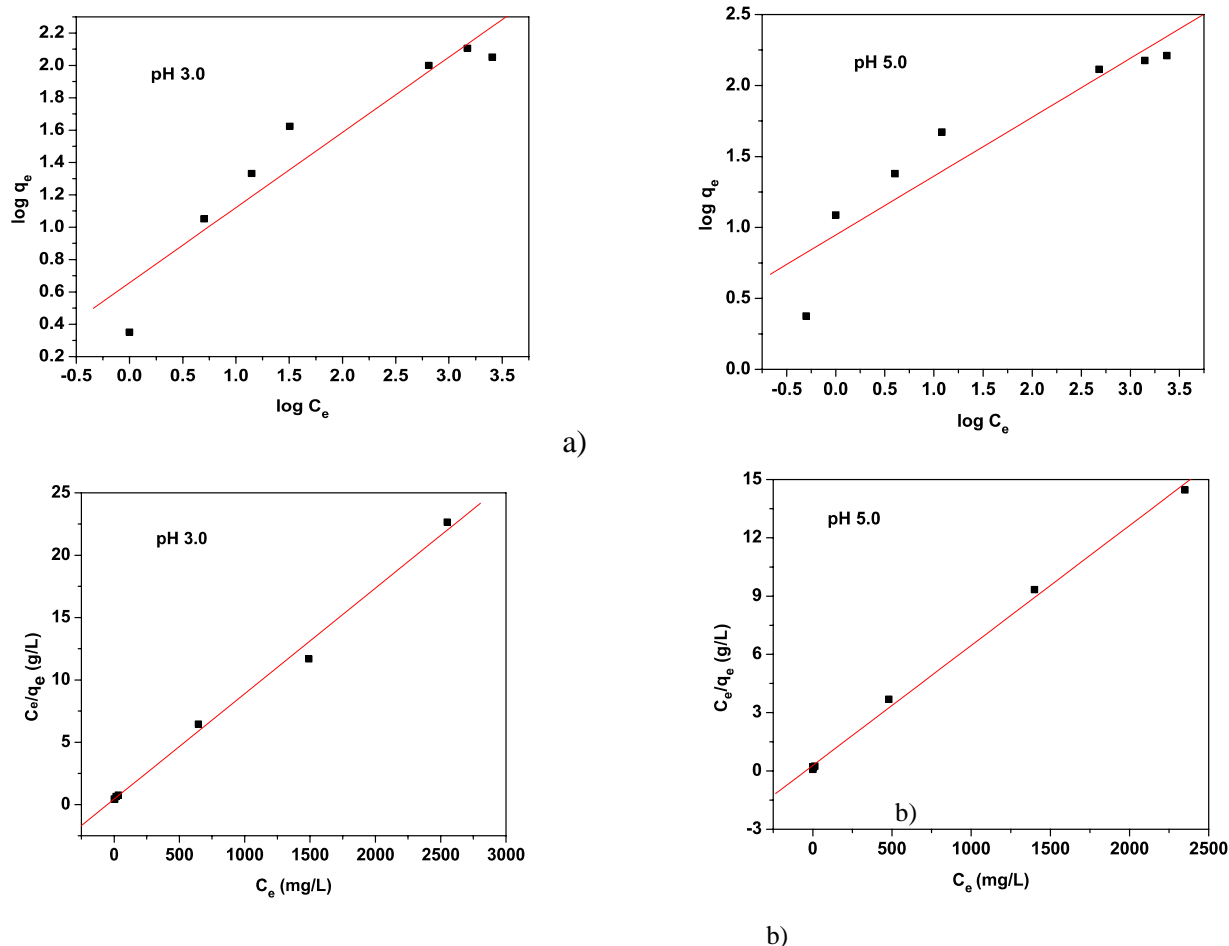 2.2
2.0
1.8
1.6
1.4
1.2
1.0
0.8
0.6
0.4
0.2
log qe
pH 3.0
-0.5 0.0 0.5 1.0 1.5 2.0 2.5 3.0 3.5
log Ce
2.5
2.0
1.5
1.0
0.5
0.0
log qe
pH 5.0
-0.5 0.0 0.5 1.0 1.5 2.0 2.5 3.0 3.5
log Ce
a)
25
20
15
10
5
0
Ce/qe (g/L)
pH 3.0
0 500 1000 1500 2000 2500 3000
Ce (mg/L)
15
12
9
6
3
0
-3
Ce/qe (g/L)
pH 5.0
b)
0 500 1000 1500 2000 2500
Ce (mg/L)
b)